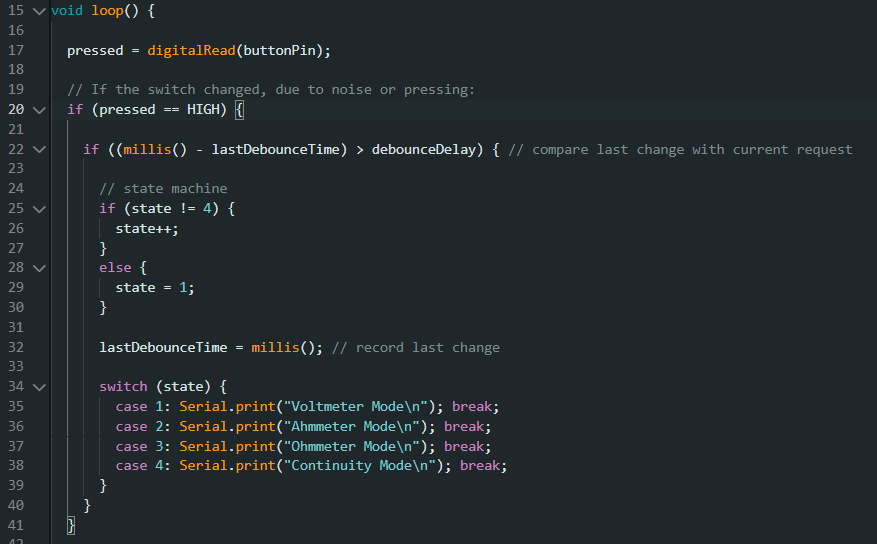 15 void loop() {
16
17 pressed = digitalRead(buttonPin);
18
19 // If the switch changed, due to noise or pressing:
20 if (pressed == HIGH) {
21
22 if ((millis() - lastDebounceTime) > debounceDelay) { // compare last change with current request
23
24 // state machine
25 if (state != 4) {
26 state++;
27 }
28 else {
29 state = 1;
30 }
31
32 lastDebounceTime = millis(); // record last change
33
34 switch (state) {
35 case 1: Serial.print("Voltmeter Mode\n"); break;
36 case 2: Serial.print("Ahmmeter Mode\n"); break;
37 case 3: Serial.print("Ohmmeter Mode\n"); break;
38 case 4: Serial.print("Continuity Mode\n"); break;
39 }
40 }
41 }
42